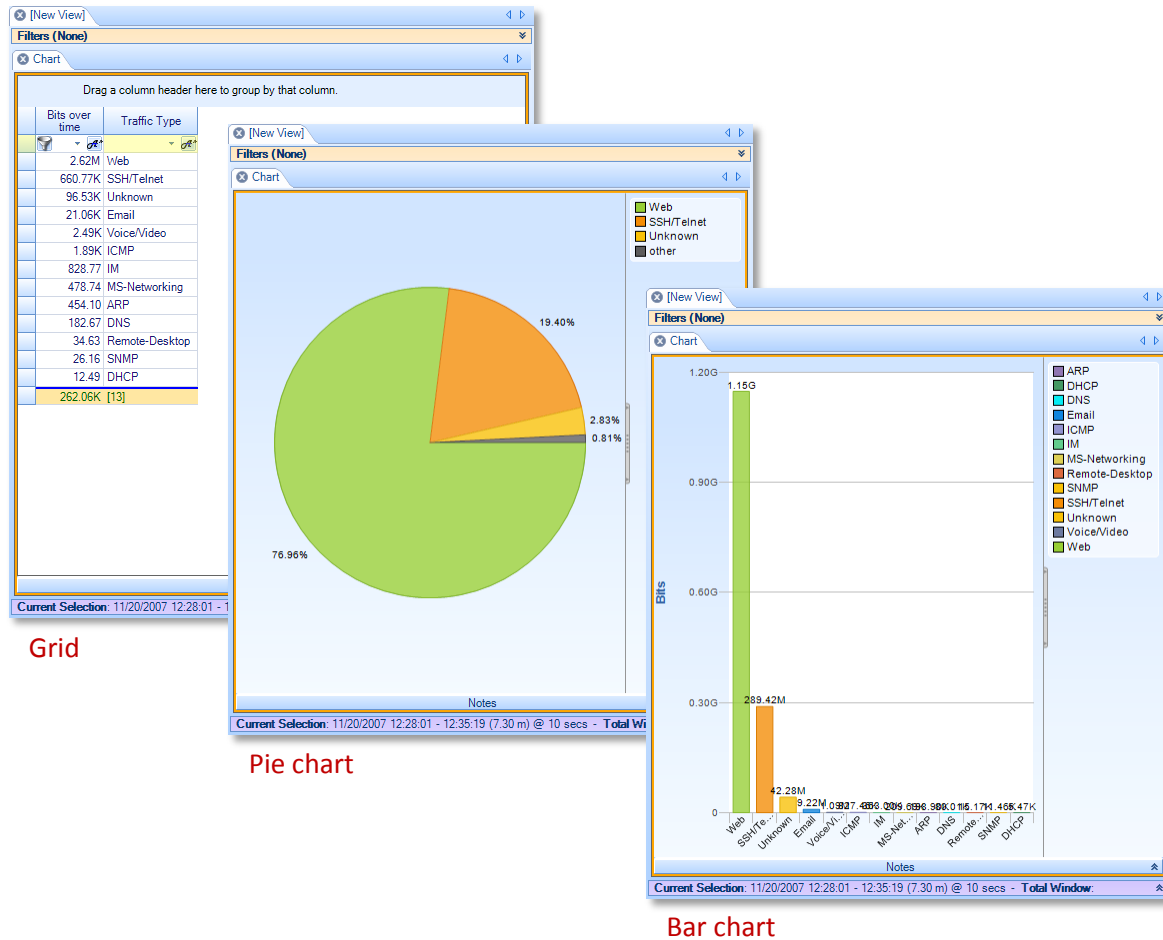 [New View]
Filters (None)
Chart
Drag a column header here to group by that column.
Bits over time
Traffic Type
2.62M Web
660.77K SSH/Telnet
96.53K Unknown
21.06K Email
2.49K Voice/Video
1.89K ICMP
828.77 IM
478.74 MS-Networking
454.10 ARP
182.67 DNS
34.63 Remote-Desktop
26.16 SNMP
12.49 DHCP
262.06K [13]
Current Selection: 11/20/2007 12:28:01 -
Grid
[New View]
Filters (None)
Chart
Web
SSH/Telnet
Unknown
other
19.40%
2.83%
0.81%
76.96%
Notes
Current Selection: 11/20/2007 12:28:01 - 12:35:19 (7.30 m) @ 10 secs - Total Wi
Pie chart
[New View]
Filters (None)
Chart
ARP
DHCP
DNS
Email
ICMP
IM
MS-Networking
Remote-Desktop
SNMP
SSH/Telnet
Unknown
Voice/Video
Web
Bits
1.20G
0.90G
0.60G
0.30G
0
1.15G
289.42M
42.28M
9.22M
Web
SSH/Te...
Unknown
Email
Voice/Vi...
ICMP
IM
MS-Net...
ARP
DNS
Remote...
SNMP
DHCP
Notes
Current Selection: 11/20/2007 12:28:01 - 12:35:19 (7.30 m) @ 10 secs - Total Window:
Bar chart